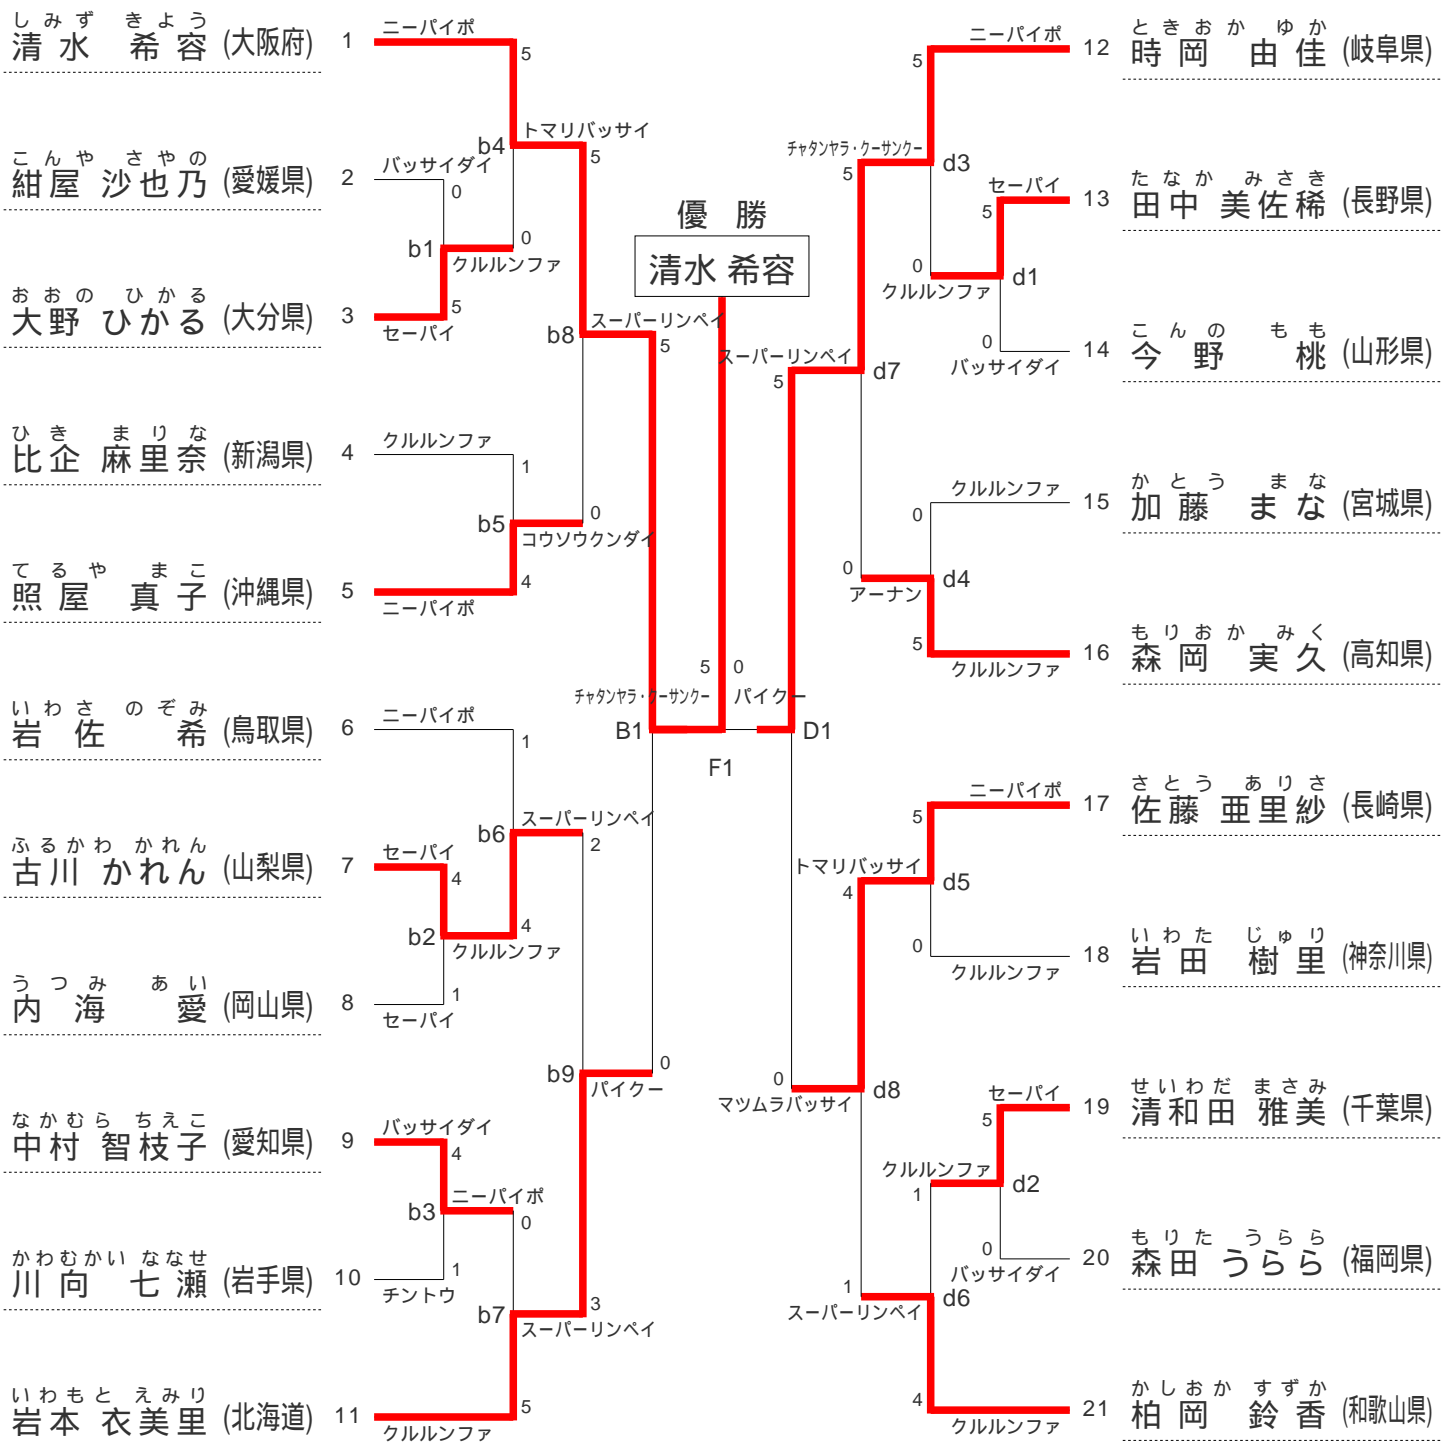 しみず きよう
清水 希容 (大阪府) 1
ニーパイポ
5
こんや さやの
紺屋 沙也乃 (愛媛県) 2
バッサイダイ
0
b4
トマリバッサイ
5
b1
クルルンファ
0
おおの ひかる
大野 ひかる (大分県) 3
セーパイ
5
b8
スーパーリンペイ
5
ひき まりな
比企 麻里奈 (新潟県) 4
クルルンファ
1
b5
コウソウクンダイ
0
てるや まこ
照屋 真子 (沖縄県) 5
ニーパイポ
4
いわさ のぞみ
岩佐 希 (鳥取県) 6
ニーパイポ
1
b6
スーパーリンペイ
2
ふるかわ かれん
古川 かれん (山梨県) 7
セーパイ
4
b2
クルルンファ
4
うつみ あい
内海 愛 (岡山県) 8
セーパイ
1
b9
パイクー
0
なかむら ちえこ
中村 智枝子 (愛知県) 9
バッサイダイ
4
b3
ニーパイポ
0
かわむかい ななせ
川向 七瀬 (岩手県) 10
チントウ
1
b7
スーパーリンペイ
3
いわもと えみり
岩本 衣美里 (北海道) 11
クルルンファ
5
優勝
清水 希容
5 0
チャタンヤラ・クーサンクー パイクー
B1 D1
F1
ときおか ゆか
12 時岡 由佳 (岐阜県)
ニーパイポ
5
チャタンヤラ・クーサンクー
5
d3
たなか みさき
13 田中 美佐稀 (長野県)
セーパイ
5
クルルンファ
0
d1
こんの もも
14 今野 桃 (山形県)
バッサイダイ
0
スーパーリンペイ
5
d7
かとう まな
15 加藤 まな (宮城県)
クルルンファ
0
アーナン
0
d4
もりおか みく
16 森岡 実久 (高知県)
クルルンファ
5
さとう ありさ
17 佐藤 亜里紗 (長崎県)
ニーパイポ
5
トマリバッサイ
4
d5
いわた じゅり
18 岩田 樹里 (神奈川県)
クルルンファ
0
マツムラバッサイ
0
d8
せいわだ まさみ
19 清和田 雅美 (千葉県)
セーパイ
5
クルルンファ
1
d2
もりた うらら
20 森田 うらら (福岡県)
バッサイダイ
0
スーパーリンペイ
1
d6
かしおか すずか
21 柏岡 鈴香 (和歌山県)
クルルンファ
4